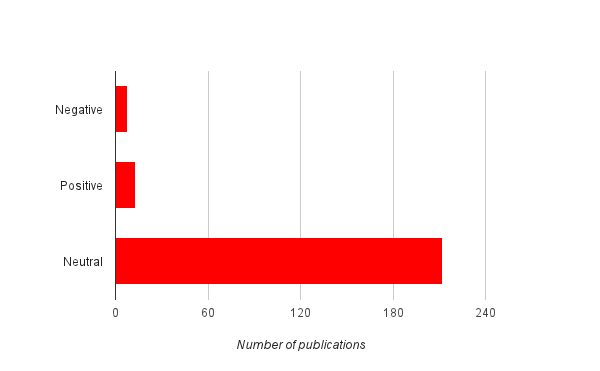 Negative
Positive
Neutral
0 60 120 180 240
Number of publications